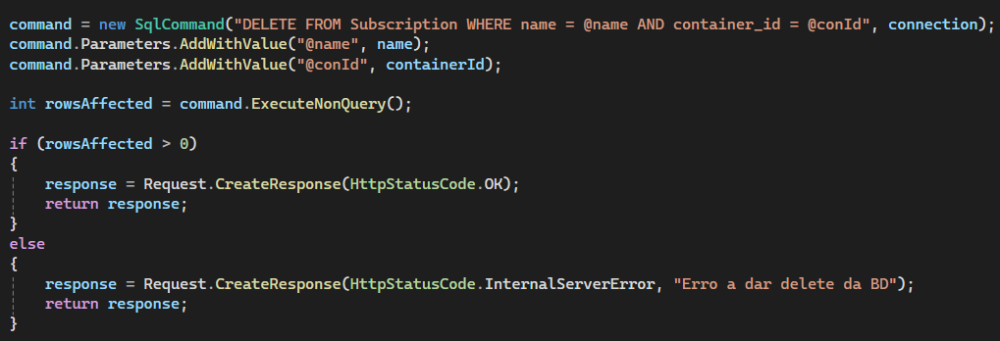 command = new SqlCommand("DELETE FROM Subscription WHERE name = @name AND container_id = @conId", connection);
command.Parameters.AddWithValue("@name", name);
command.Parameters.AddWithValue("@conId", containerId);
int rowsAffected = command.ExecuteNonQuery();
if (rowsAffected > 0)
{
response = Request.CreateResponse(HttpStatusCode.OK);
return response;
}
else
{
response = Request.CreateResponse(HttpStatusCode.InternalServerError, "Erro a dar delete da BD");
return response;
}